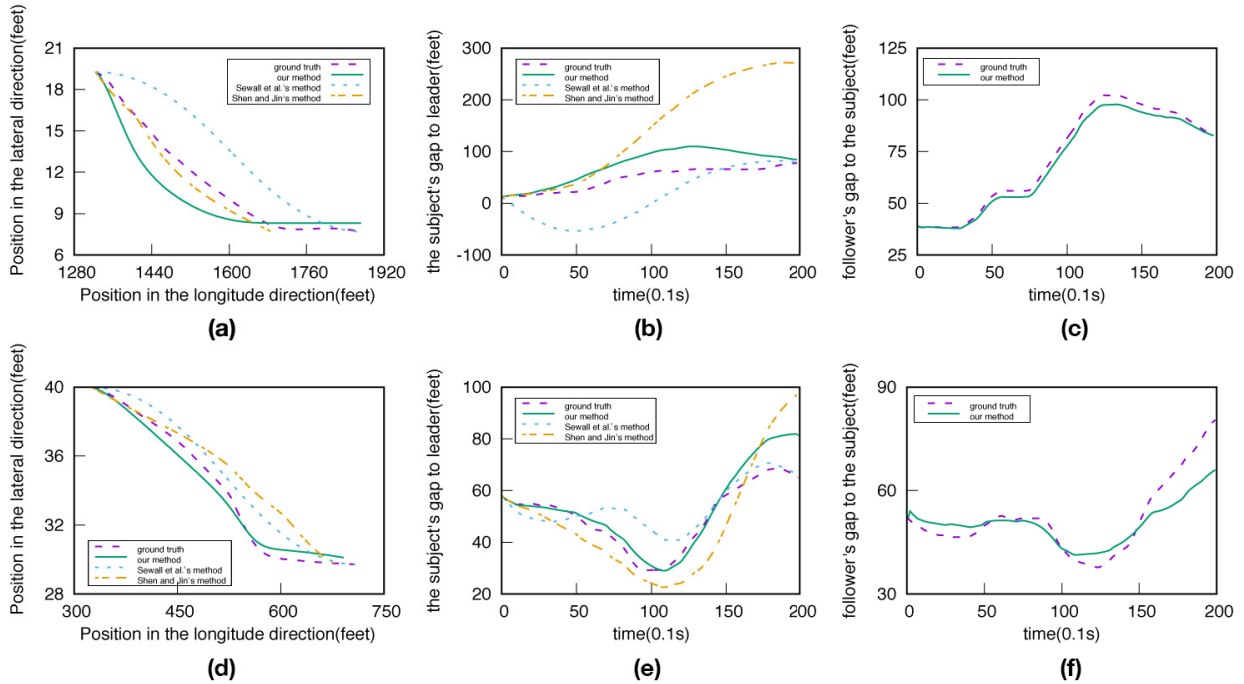 Position in the lateral direction(feet)
21
18
15
12
9
6
ground truth
our method
Sewall et al.'s method
Shen and Jin's method
1280 1440 1600 1760 1920
Position in the longitude direction(feet)
(a)
the subject's gap to leader(feet)
300
200
100
0
-100
ground truth
our method
Sewall et al.'s method
Shen and Jin's method
0 50 100 150 200
time(0.1s)
(b)
follower's gap to the subject(feet)
125
100
75
50
25
ground truth
our method
0 50 100 150 200
time(0.1s)
(c)
Position in the lateral direction(feet)
40
36
32
28
ground truth
our method
Sewall et al.'s method
Shen and Jin's method
300 450 600 750
Position in the longitude direction(feet)
(d)
the subject's gap to leader(feet)
100
80
60
40
20
ground truth
our method
Sewall et al.'s method
Shen and Jin's method
0 50 100 150 200
time(0.1s)
(e)
follower's gap to the subject(feet)
90
60
30
ground truth
our method
0 50 100 150 200
time(0.1s)
(f)